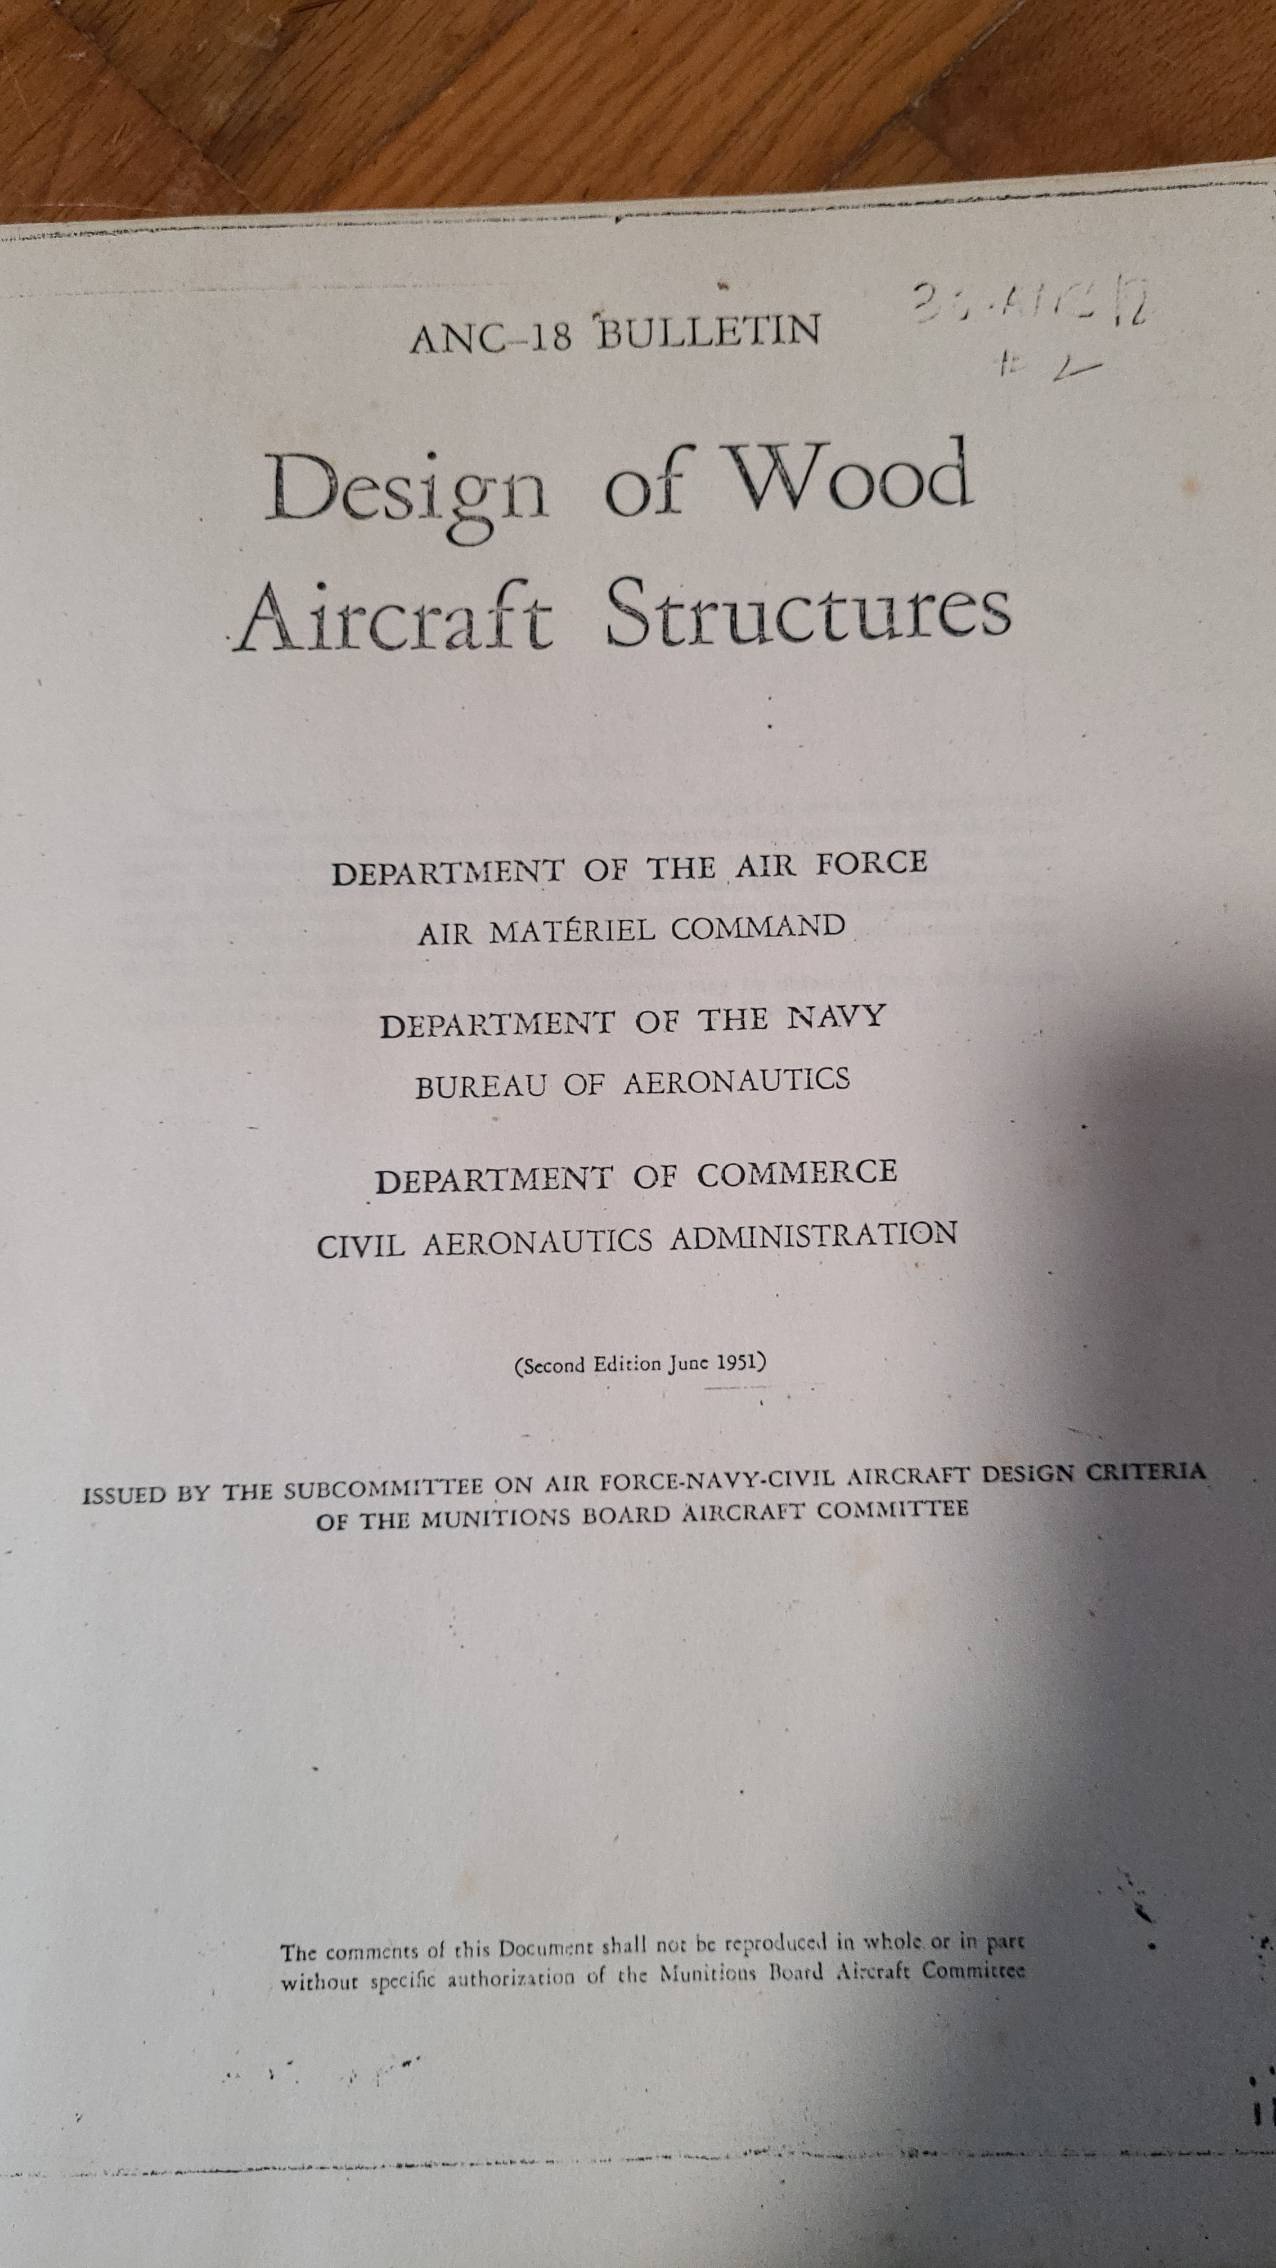 ANC–18 BULLETIN
Design of Wood
Aircraft Structures
DEPARTMENT OF THE AIR FORCE
AIR MATÉRIEL COMMAND
DEPARTMENT OF THE NAVY
BUREAU OF AERONAUTICS
DEPARTMENT OF COMMERCE
CIVIL AERONAUTICS ADMINISTRATION
(Second Edition June 1951)
ISSUED BY THE SUBCOMMITTEE ON AIR FORCE-NAVY-CIVIL AIRCRAFT DESIGN CRITERIA
OF THE MUNITIONS BOARD AIRCRAFT COMMITTEE
The comments of this Document shall not be reproduced in whole or in part
without specific authorization of the Munitions Board Aircraft Committee